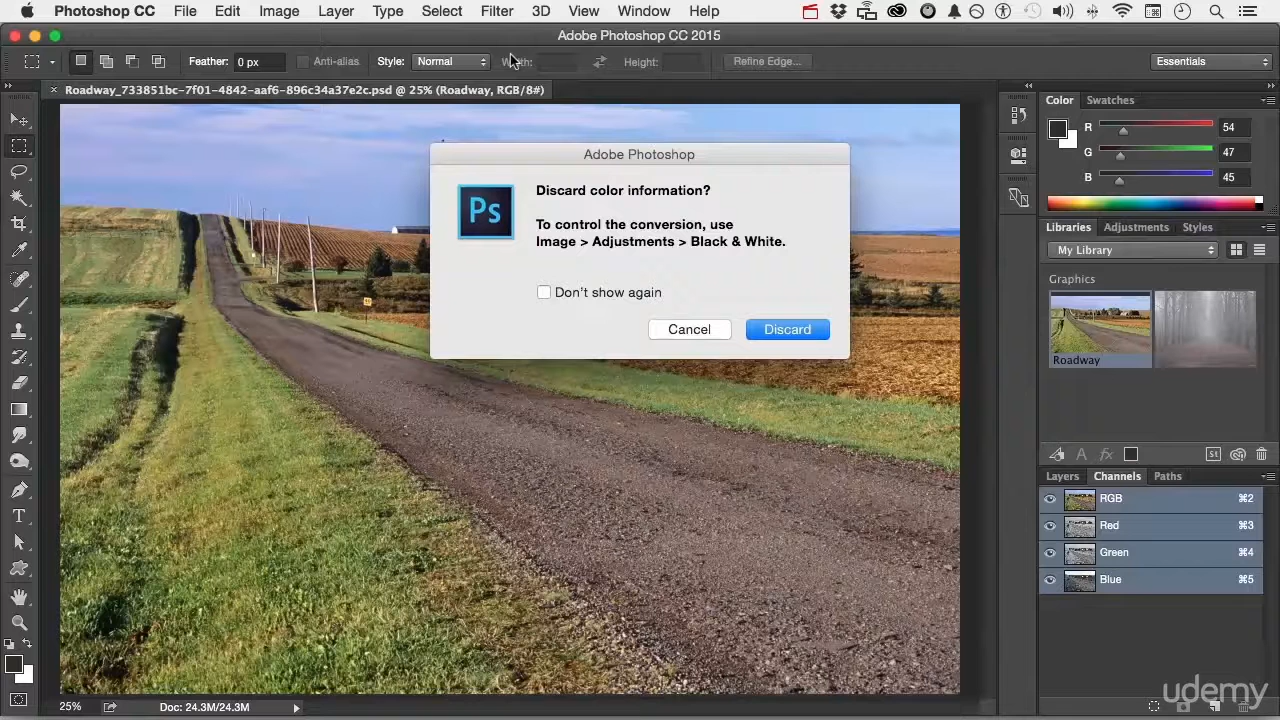 Photoshop CC File Edit Image Layer Type Select Filter 3D View Window Help
Adobe Photoshop CC 2015
Feather: 0 px Anti-alias Style: Normal Height: Refine Edge... Essentials
× Roadway_733851bc-7f01-4842-aaf6-896c34a37e2c.psd @ 25% (Roadway, RGB/8#)
Color Swatches
R 54
G 47
B 45
Adobe Photoshop
Ps
Discard color information?
To control the conversion, use
Image > Adjustments > Black & White.
Don't show again
Cancel Discard
Libraries Adjustments Styles
My Library
Graphics
Roadway
A fx St
Layers Channels Paths
RGB ⌘2
Red ⌘3
Green ⌘4
Blue ⌘5
T
25% Doc: 24.3M/24.3M
udemy